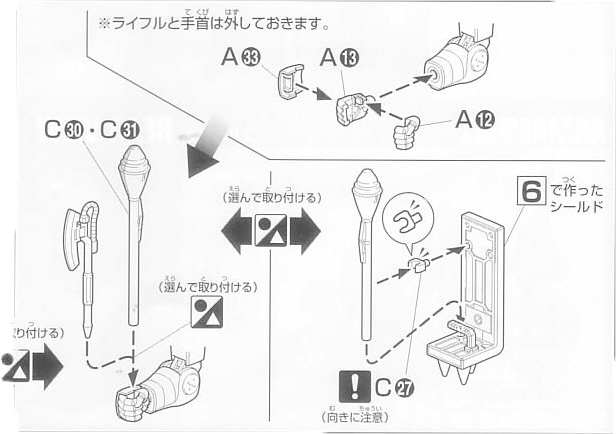 ※ライフルと手首は外しておきます。
A㉝
A⑬
A⑫
C㉚・C㉛
(選んで取り付ける)
(選んで取り付ける)
り付ける)
6で作った
シールド
! C㉗
(向きに注意)